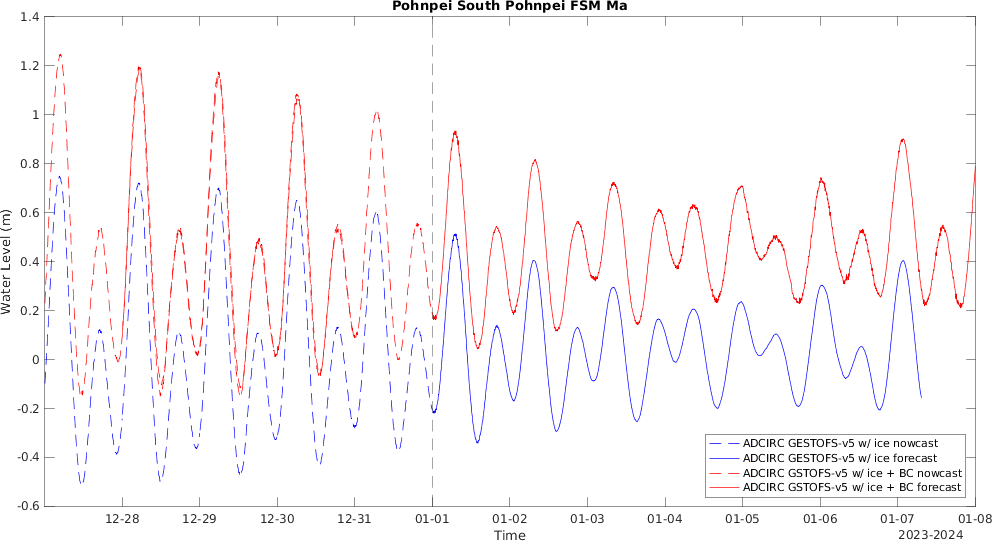 Pohnpei South Pohnpei FSM Ma
1.4
1.2
1
0.8
0.6
0.4
0.2
0
-0.2
-0.4
-0.6
Water Level (m)
12-28 12-29 12-30 12-31 01-01 01-02 01-03 01-04 01-05 01-06 01-07 01-08
Time
2023-2024
ADCIRC GESTOFS-v5 w/ ice nowcast
ADCIRC GESTOFS-v5 w/ ice forecast
ADCIRC GSTOFS-v5 w/ ice + BC nowcast
ADCIRC GSTOFS-v5 w/ ice + BC forecast